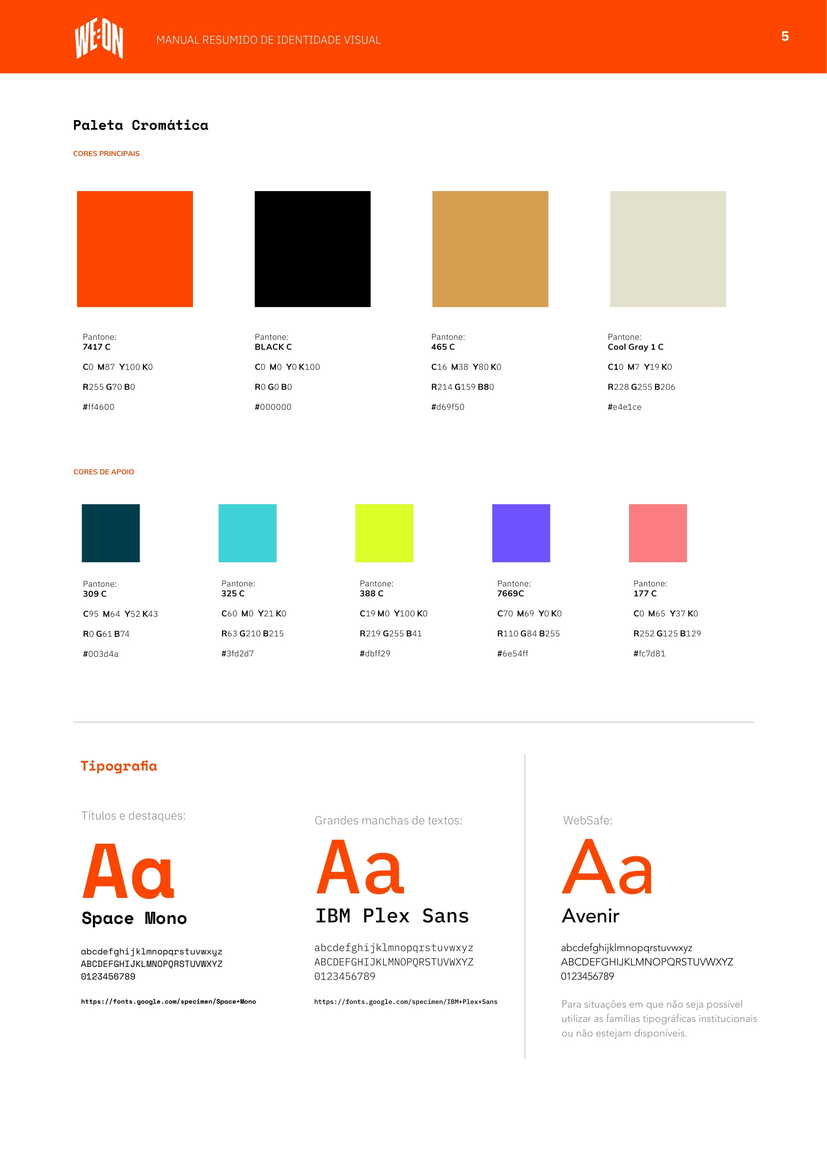 WE:ON
MANUAL RESUMIDO DE IDENTIDADE VISUAL
5
Paleta Cromática
CORES PRINCIPAIS
Pantone:
7417 C
C0 M87 Y100 K0
R255 G70 B0
#ff4600
Pantone:
BLACK C
C0 M0 Y0 K100
R0 G0 B0
#000000
Pantone:
465 C
C16 M38 Y80 K0
R214 G159 B80
#d69f50
Pantone:
Cool Gray 1 C
C10 M7 Y19 K0
R228 G255 B206
#e4e1ce
CORES DE APOIO
Pantone:
309 C
C95 M64 Y52 K43
R0 G61 B74
#003d4a
Pantone:
325 C
C60 M0 Y21 K0
R63 G210 B215
#3fd2d7
Pantone:
388 C
C19 M0 Y100 K0
R219 G255 B41
#dbff29
Pantone:
7669C
C70 M69 Y0 K0
R110 G84 B255
#6e54ff
Pantone:
177 C
C0 M65 Y37 K0
R252 G125 B129
#fc7d81
Tipografia
Títulos e destaques:
Aa
Space Mono
abcdefghijklmnopqrstuvwxyz
ABCDEFGHIJKLMNOPQRSTUVWXYZ
0123456789
https://fonts.google.com/specimen/Space+Mono
Grandes manchas de textos:
Aa
IBM Plex Sans
abcdefghijklmnopqrstuvwxyz
ABCDEFGHIJKLMNOPQRSTUVWXYZ
0123456789
https://fonts.google.com/specimen/IBM+Plex+Sans
WebSafe:
Aa
Avenir
abcdefghijklmnopqrstuvwxyz
ABCDEFGHIJKLMNOPQRSTUVWXYZ
0123456789
Para situações em que não seja possível
utilizar as famílias tipográficas institucionais
ou não estejam disponíveis.